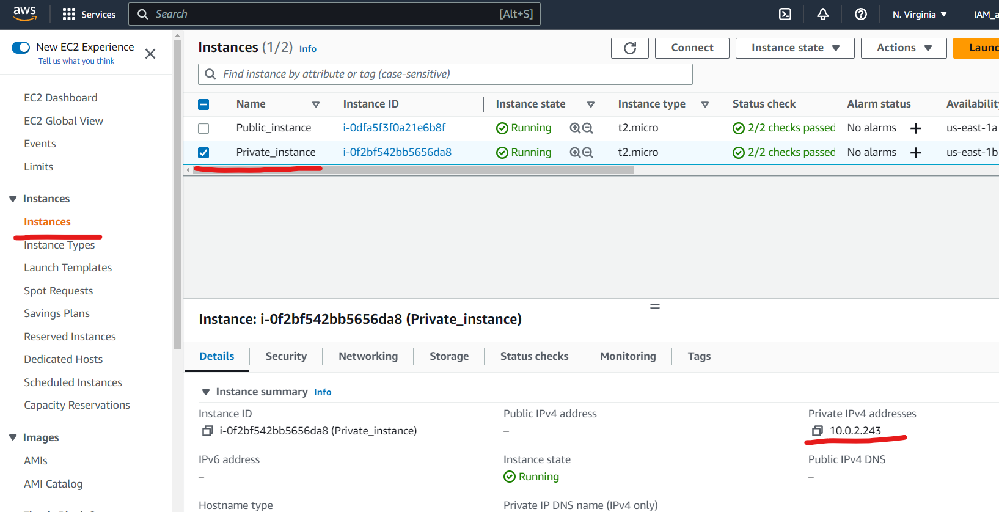 aws Services Search [Alt+S] N. Virginia IAM_a
New EC2 Experience
Tell us what you think
EC2 Dashboard
EC2 Global View
Events
Limits
Instances
Instances
Instance Types
Launch Templates
Spot Requests
Savings Plans
Reserved Instances
Dedicated Hosts
Scheduled Instances
Capacity Reservations
Images
AMIs
AMI Catalog
Instances (1/2) Info Connect Instance state Actions Launc
Find instance by attribute or tag (case-sensitive)
Name Instance ID Instance state Instance type Status check Alarm status Availability
Public_instance i-0dfa5f3f0a21e6b8f Running t2.micro 2/2 checks passed No alarms + us-east-1a
Private_instance i-0f2bf542bb5656da8 Running t2.micro 2/2 checks passed No alarms + us-east-1b
Instance: i-0f2bf542bb5656da8 (Private_instance)
Details Security Networking Storage Status checks Monitoring Tags
Instance summary Info
Instance ID Public IPv4 address Private IPv4 addresses
i-0f2bf542bb5656da8 (Private_instance) – 10.0.2.243
IPv6 address Instance state Public IPv4 DNS
– Running –
Hostname type Private IP DNS name (IPv4 only)